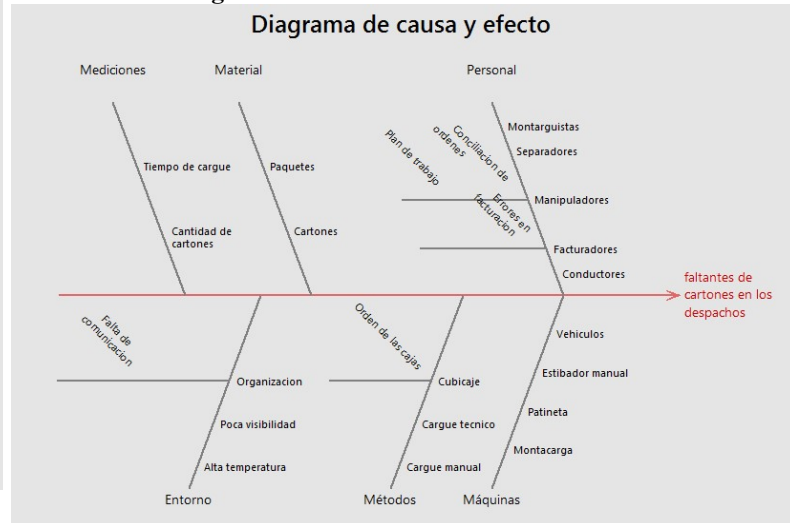 Diagrama de causa y efecto
Mediciones
Material
Personal
Tiempo de cargue
Cantidad de
cartones
Paquetes
Cartones
Montarguistas
Separadores
Conciliacion de
ordenes
Plan de trabajo
Manipuladores
Errores en
facturacion
Facturadores
Conductores
faltantes de
cartones en los
despachos
Falta de
comunicacion
Organizacion
Poca visibilidad
Alta temperatura
Orden de las cajas
Cubicaje
Cargue tecnico
Cargue manual
Vehiculos
Estibador manual
Patineta
Montacarga
Entorno
Métodos
Máquinas